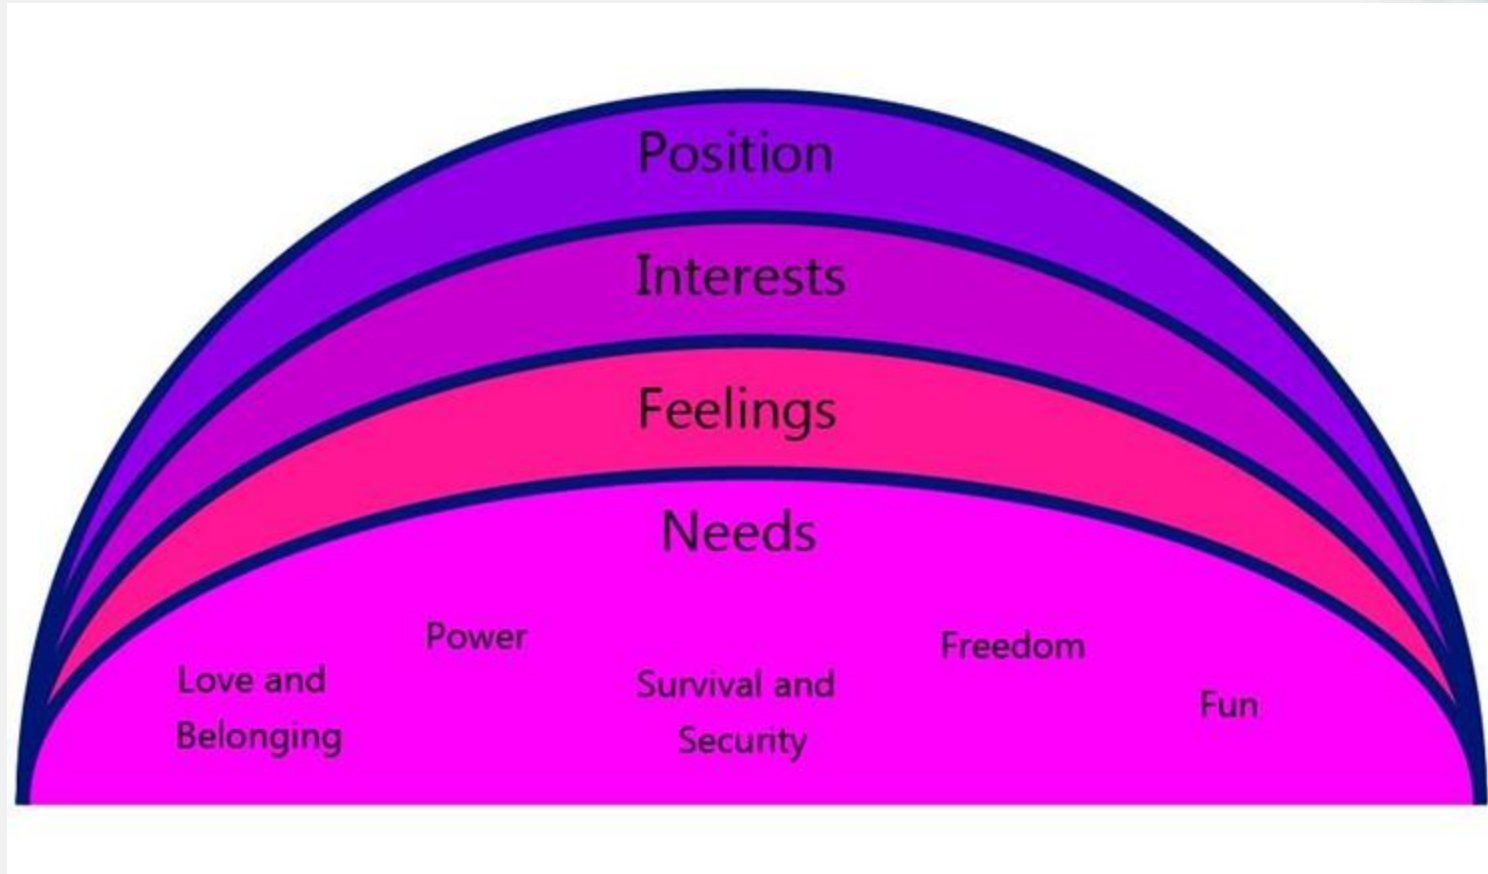 Position
Interests
Feelings
Needs
Power
Freedom
Love and
Belonging
Survival and
Security
Fun